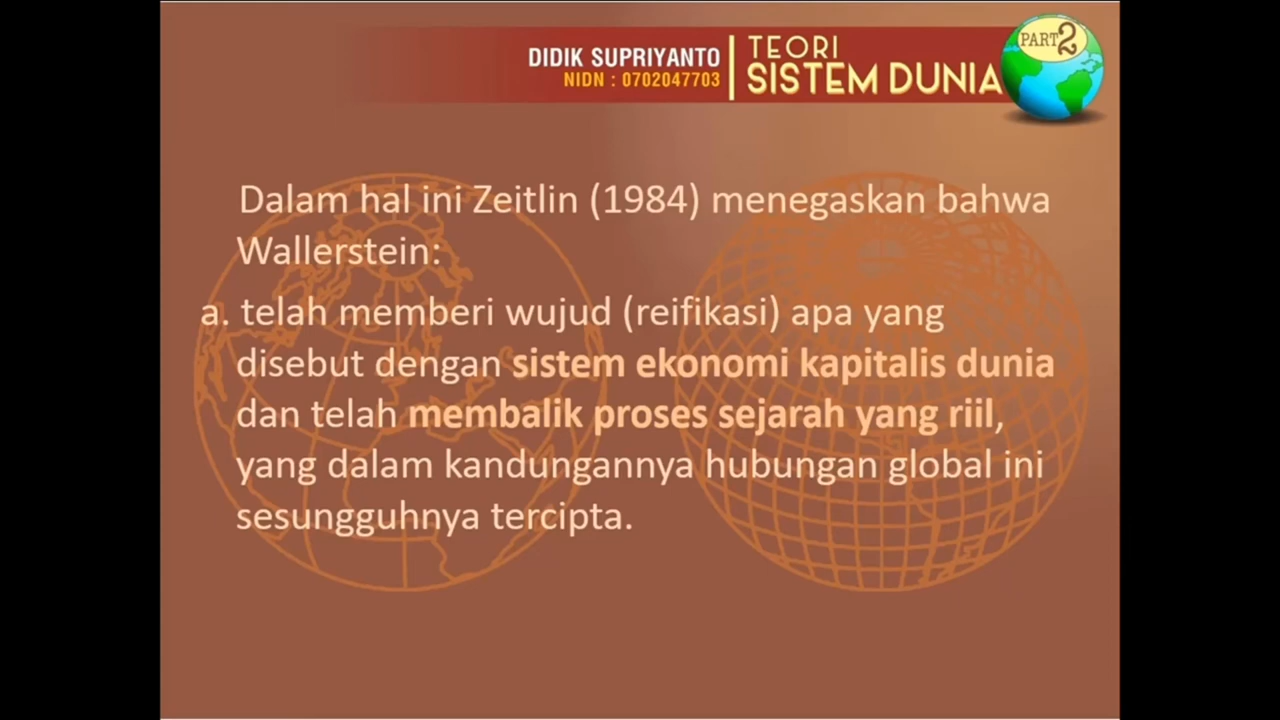 DIDIK SUPRIYANTO
NIDN : 0702047703
TEORI
SISTEM DUNIA
PART 2
Dalam hal ini Zeitlin (1984) menegaskan bahwa
Wallerstein:
a. telah memberi wujud (reifikasi) apa yang
disebut dengan sistem ekonomi kapitalis dunia
dan telah membalik proses sejarah yang riil,
yang dalam kandungannya hubungan global ini
sesungguhnya tercipta.